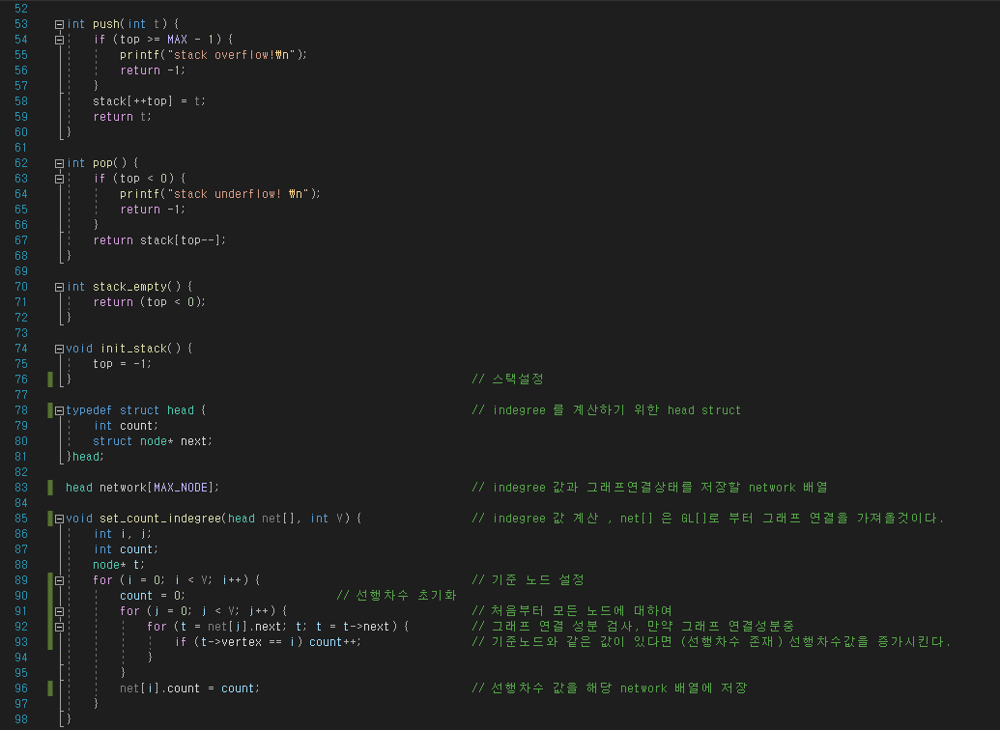 52
53 int push(int t) {
54 if (top >= MAX - 1) {
55 printf("stack overflow!₩n");
56 return -1;
57 }
58 stack[++top] = t;
59 return t;
60 }
61
62 int pop() {
63 if (top < 0) {
64 printf("stack underflow! ₩n");
65 return -1;
66 }
67 return stack[top--];
68 }
69
70 int stack_empty() {
71 return (top < 0);
72 }
73
74 void init_stack() {
75 top = -1;
76 } // 스택설정
77
78 typedef struct head { // indegree 를 계산하기 위한 head struct
79 int count;
80 struct node* next;
81 }head;
82
83 head network[MAX_NODE]; // indegree 값과 그래프연결상태를 저장할 network 배열
84
85 void set_count_indegree(head net[], int V) { // indegree 값 계산 , net[] 은 GL[]로 부터 그래프 연결을 가져올것이다.
86 int i, j;
87 int count;
88 node* t;
89 for (i = 0; i < V; i++) { // 기준 노드 설정
90 count = 0; // 선행차수 초기화
91 for (j = 0; j < V; j++) { // 처음부터 모든 노드에 대하여
92 for (t = net[j].next; t; t = t->next) { // 그래프 연결 성분 검사, 만약 그래프 연결성분중
93 if (t->vertex == i) count++; // 기준노드와 같은 값이 있다면 (선행차수 존재) 선행차수값을 증가시킨다.
94 }
95 }
96 net[i].count = count; // 선행차수 값을 해당 network 배열에 저장
97 }
98 }